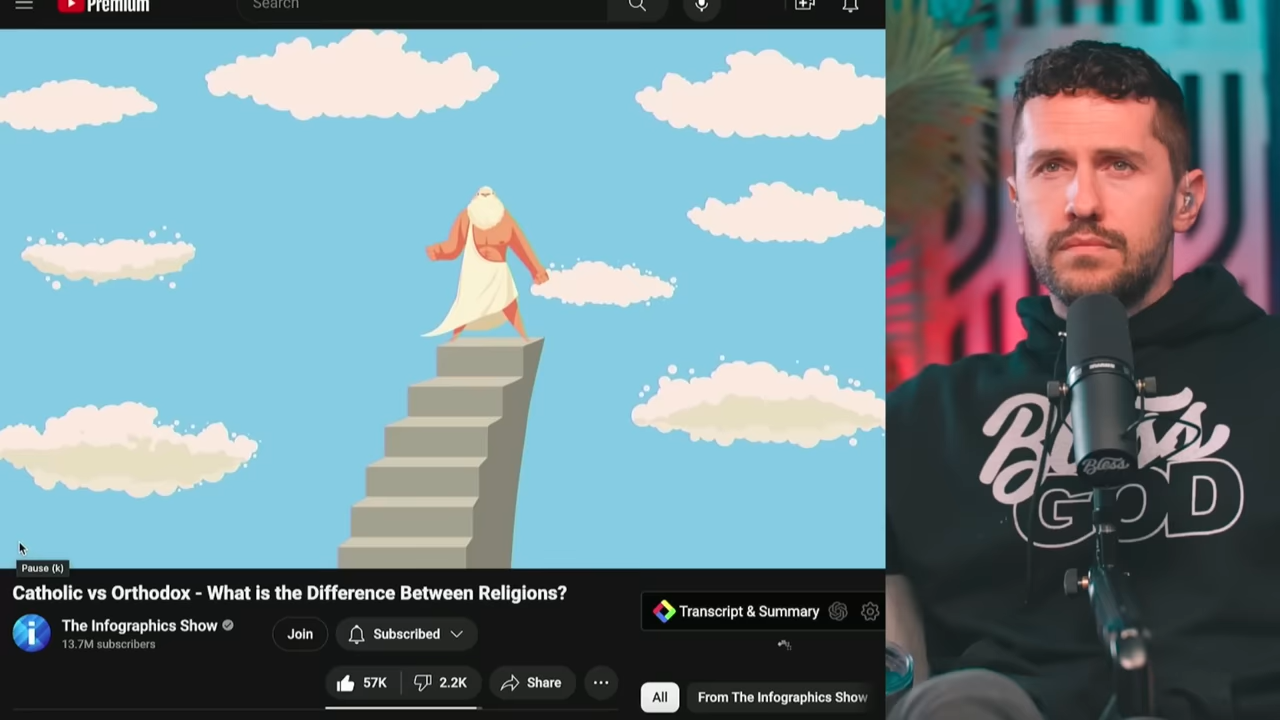 Premium
Search
Pause (k)
Catholic vs Orthodox - What is the Difference Between Religions?
The Infographics Show
13.7M subscribers
Join
Subscribed
Transcript & Summary
57K
2.2K
Share
All
From The Infographics Show
Bless
GOD
Bless